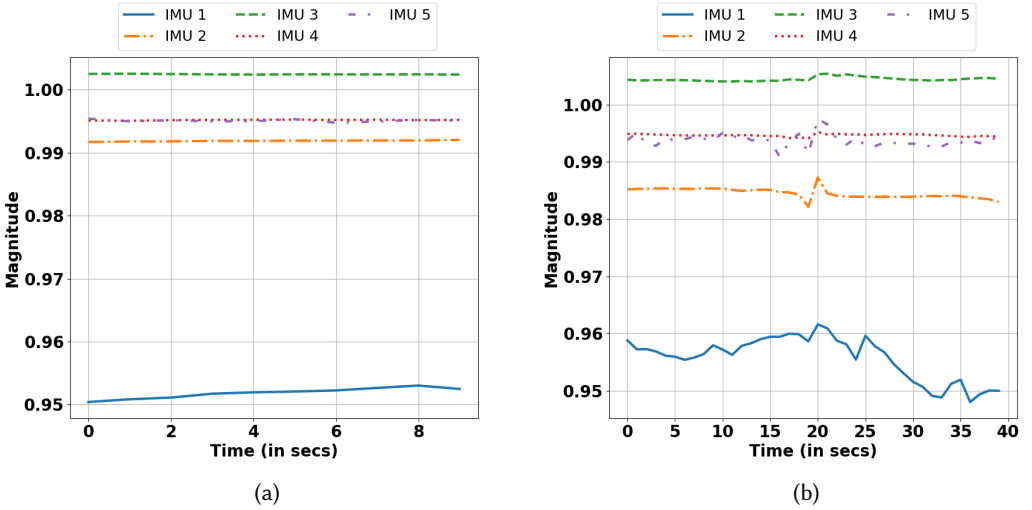 IMU 1 IMU 3 IMU 5
IMU 2 IMU 4
1.00
0.99
0.98
0.97
0.96
0.95
Magnitude
0 2 4 6 8
Time (in secs)
(a)
IMU 1 IMU 3 IMU 5
IMU 2 IMU 4
1.00
0.99
0.98
0.97
0.96
0.95
Magnitude
0 5 10 15 20 25 30 35 40
Time (in secs)
(b)